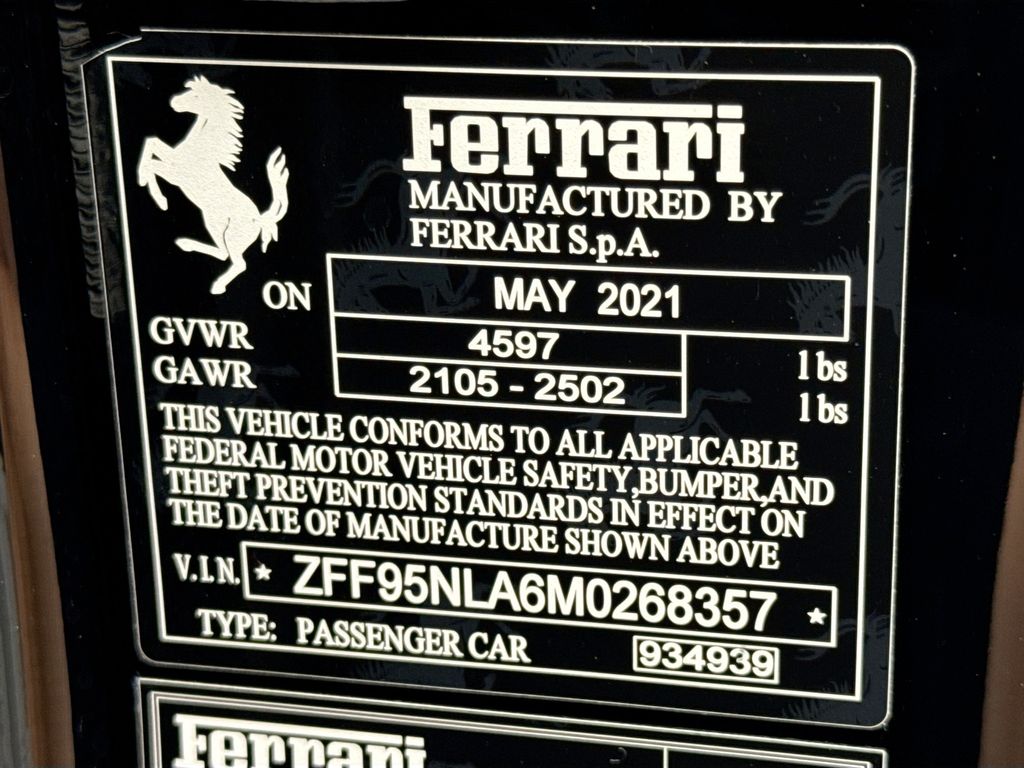 Ferrari
MANUFACTURED BY
FERRARI S.p.A.
ON MAY 2021
GVWR 4597 lbs
GAWR 2105 - 2502 lbs
THIS VEHICLE CONFORMS TO ALL APPLICABLE
FEDERAL MOTOR VEHICLE SAFETY,BUMPER,AND
THEFT PREVENTION STANDARDS IN EFFECT ON
THE DATE OF MANUFACTURE SHOWN ABOVE
V.I.N. * ZFF95NLA6M0268357 *
TYPE: PASSENGER CAR 934939
Ferrari